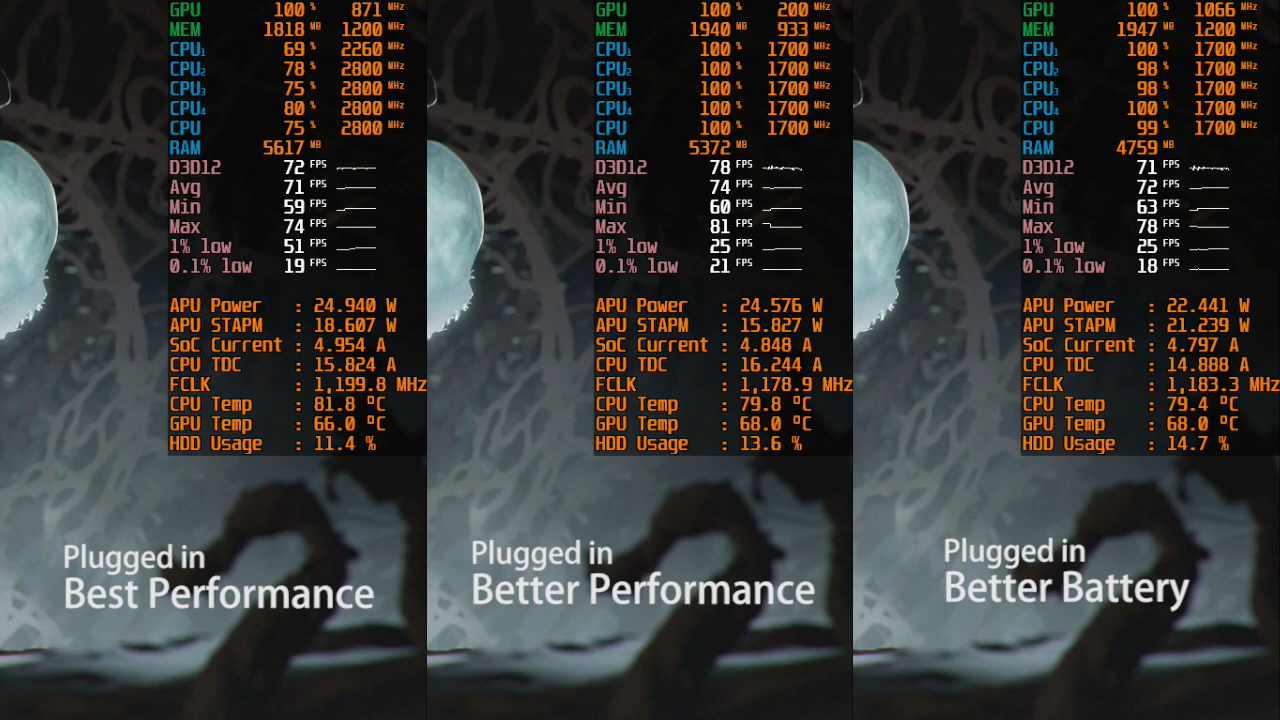 GPU 100 % 871 MHz
MEM 1818 MB 1200 MHz
CPU1 69 % 2260 MHz
CPU2 78 % 2800 MHz
CPU3 75 % 2800 MHz
CPU4 80 % 2800 MHz
CPU 75 % 2800 MHz
RAM 5617 MB
D3D12 72 FPS
Avg 71 FPS
Min 59 FPS
Max 74 FPS
1% low 51 FPS
0.1% low 19 FPS
APU Power : 24.940 W
APU STAPM : 18.607 W
SoC Current : 4.954 A
CPU TDC : 15.824 A
FCLK : 1,199.8 MHz
CPU Temp : 81.8 ºC
GPU Temp : 66.0 ºC
HDD Usage : 11.4 %
Plugged in
Best Performance
GPU 100 % 200 MHz
MEM 1940 MB 933 MHz
CPU1 100 % 1700 MHz
CPU2 100 % 1700 MHz
CPU3 100 % 1700 MHz
CPU4 100 % 1700 MHz
CPU 100 % 1700 MHz
RAM 5372 MB
D3D12 78 FPS
Avg 74 FPS
Min 60 FPS
Max 81 FPS
1% low 25 FPS
0.1% low 21 FPS
APU Power : 24.576 W
APU STAPM : 15.827 W
SoC Current : 4.848 A
CPU TDC : 16.244 A
FCLK : 1,178.9 MHz
CPU Temp : 79.8 ºC
GPU Temp : 68.0 ºC
HDD Usage : 13.6 %
Plugged in
Better Performance
GPU 100 % 1066 MHz
MEM 1947 MB 1200 MHz
CPU1 100 % 1700 MHz
CPU2 98 % 1700 MHz
CPU3 98 % 1700 MHz
CPU4 100 % 1700 MHz
CPU 99 % 1700 MHz
RAM 4759 MB
D3D12 71 FPS
Avg 72 FPS
Min 63 FPS
Max 78 FPS
1% low 25 FPS
0.1% low 18 FPS
APU Power : 22.441 W
APU STAPM : 21.239 W
SoC Current : 4.797 A
CPU TDC : 14.888 A
FCLK : 1,183.3 MHz
CPU Temp : 79.4 ºC
GPU Temp : 68.0 ºC
HDD Usage : 14.7 %
Plugged in
Better Battery